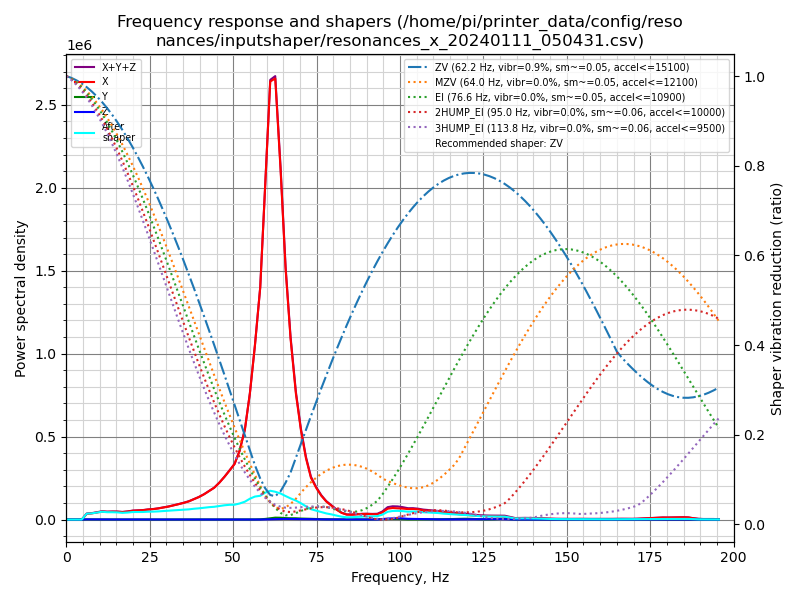 Frequency response and shapers (/home/pi/printer_data/config/reso
nances/inputshaper/resonances_x_20240111_050431.csv)
1e6
X+Y+Z
X
Y
Z
After
shaper
ZV (62.2 Hz, vibr=0.9%, sm~=0.05, accel<=15100)
MZV (64.0 Hz, vibr=0.0%, sm~=0.05, accel<=12100)
EI (76.6 Hz, vibr=0.0%, sm~=0.05, accel<=10900)
2HUMP_EI (95.0 Hz, vibr=0.0%, sm~=0.06, accel<=10000)
3HUMP_EI (113.8 Hz, vibr=0.0%, sm~=0.06, accel<=9500)
Recommended shaper: ZV
Power spectral density
2.5
2.0
1.5
1.0
0.5
0.0
1.0
0.8
0.6
0.4
0.2
0.0
Shaper vibration reduction (ratio)
0 25 50 75 100 125 150 175 200
Frequency, Hz